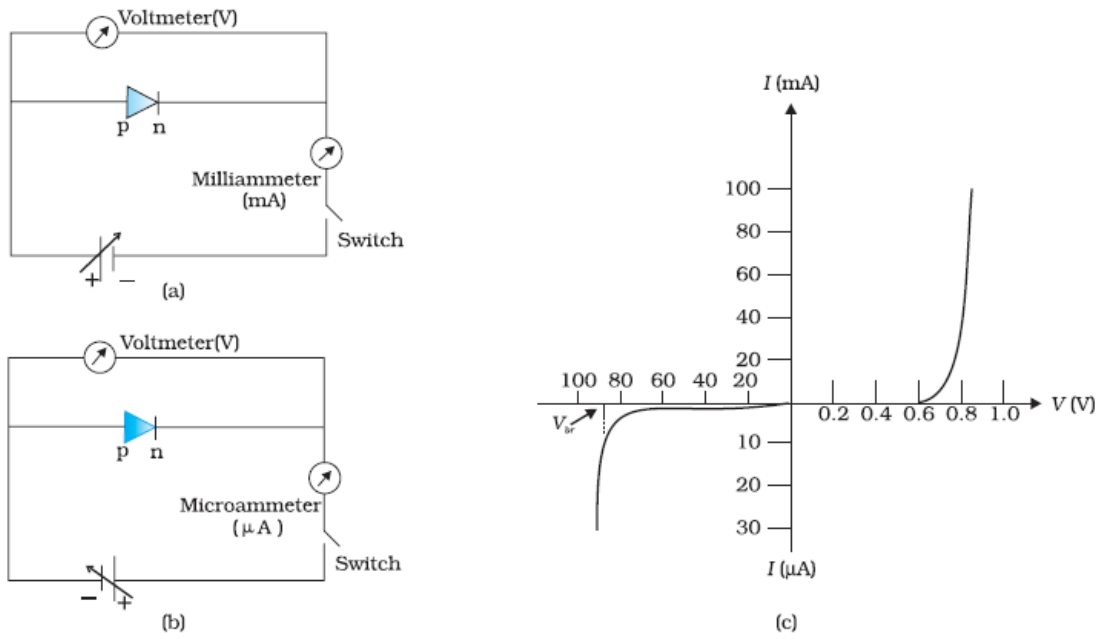 Voltmeter(V)
p n
Milliammeter
(mA)
Switch
+ −
(a)
Voltmeter(V)
p n
Microammeter
(μA)
Switch
− +
(b)
I (mA)
100
80
60
40
20
100 80 60 40 20
0.2 0.4 0.6 0.8 1.0
V (V)
Vbr
10
20
30
I (μA)
(c)